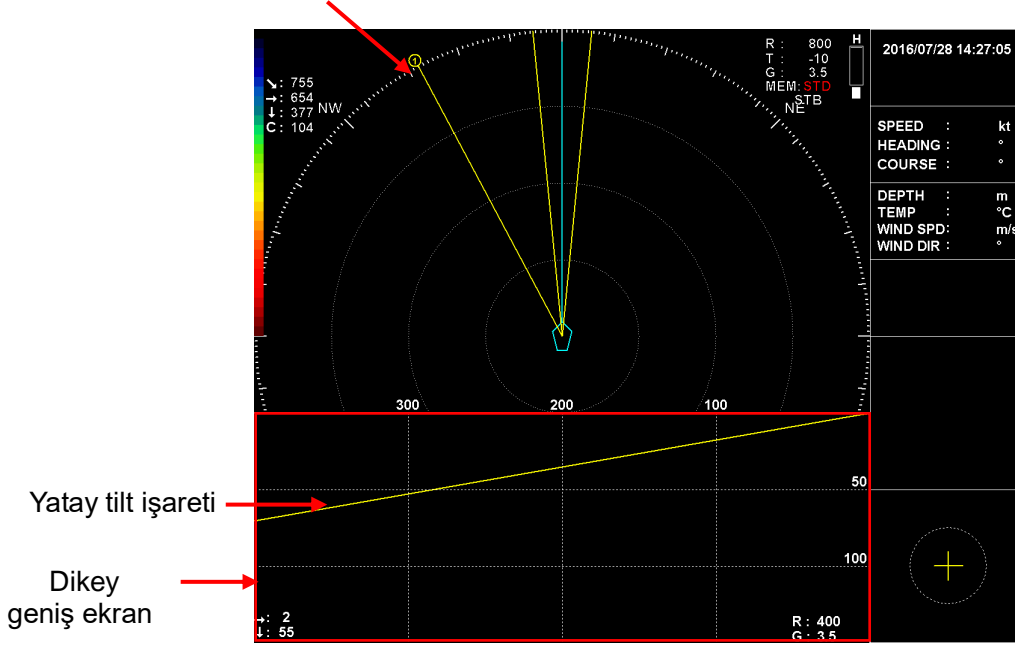 R : 800
T : -10
G : 3.5
MEM: STD
STB
H
2016/07/28 14:27:05
1
↘: 755
→: 654
↓: 377
C: 104
NW
NE
SPEED : kt
HEADING : °
COURSE : °
DEPTH : m
TEMP : °C
WIND SPD: m/s
WIND DIR : °
300 200 100
50
100
Yatay tilt işareti
Dikey
geniş ekran
→: 2
↓: 55
R : 400
G : 3.5